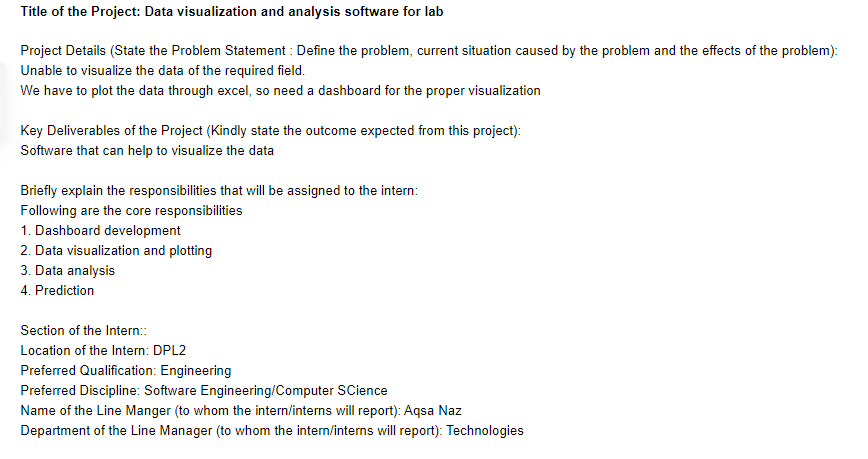 Title of the Project: Data visualization and analysis software for lab
Project Details (State the Problem Statement : Define the problem, current situation caused by the problem and the effects of the problem):
Unable to visualize the data of the required field.
We have to plot the data through excel, so need a dashboard for the proper visualization
Key Deliverables of the Project (Kindly state the outcome expected from this project):
Software that can help to visualize the data
Briefly explain the responsibilities that will be assigned to the intern:
Following are the core responsibilities
1. Dashboard development
2. Data visualization and plotting
3. Data analysis
4. Prediction
Section of the Intern::
Location of the Intern: DPL2
Preferred Qualification: Engineering
Preferred Discipline: Software Engineering/Computer SCience
Name of the Line Manger (to whom the intern/interns will report): Aqsa Naz
Department of the Line Manager (to whom the intern/interns will report): Technologies